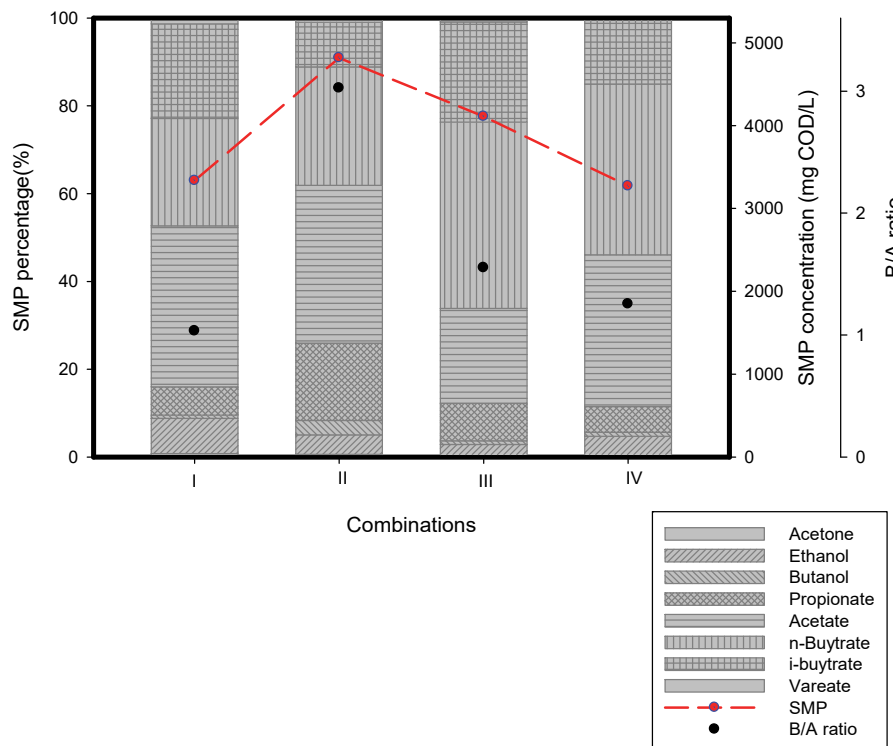 SMP percentage(%)
100
80
60
40
20
0
I
II
III
IV
Combinations
5000
4000
3000
2000
1000
0
SMP concentration (mg COD/L)
3
2
1
0
B/A ratio
Acetone
Ethanol
Butanol
Propionate
Acetate
n-Buytrate
i-buytrate
Vareate
SMP
B/A ratio